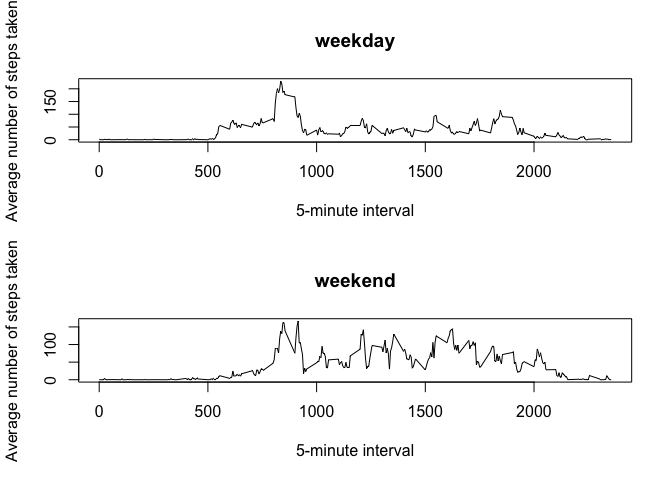 weekday
Average number of steps taken
150
0
0 500 1000 1500 2000
5-minute interval
weekend
Average number of steps taken
100
0
0 500 1000 1500 2000
5-minute interval